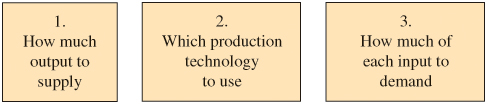 1.
How much
output to
supply
2.
Which production
technology
to use
3.
How much of
each input to
demand